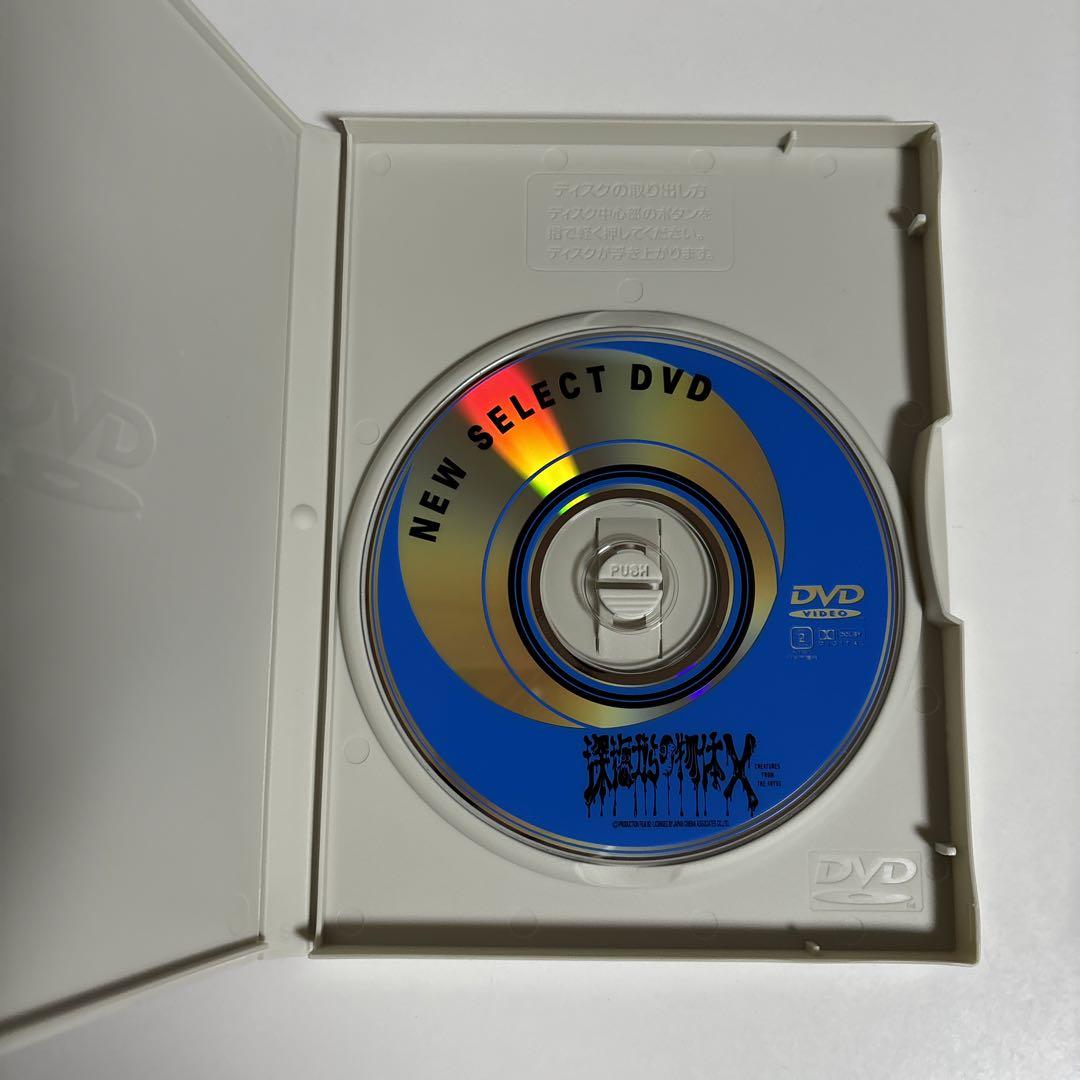 ディスクの取り出し方
ディスク中心部のボタンを
指で軽く押してください。
ディスクが浮き上がります。
NEW SELECT DVD
PUSH
DVD
VIDEO
2
DOLBY
DIGITAL
深海からの物体X
CREATURES
FROM
THE ABYSS
DVD
DVD